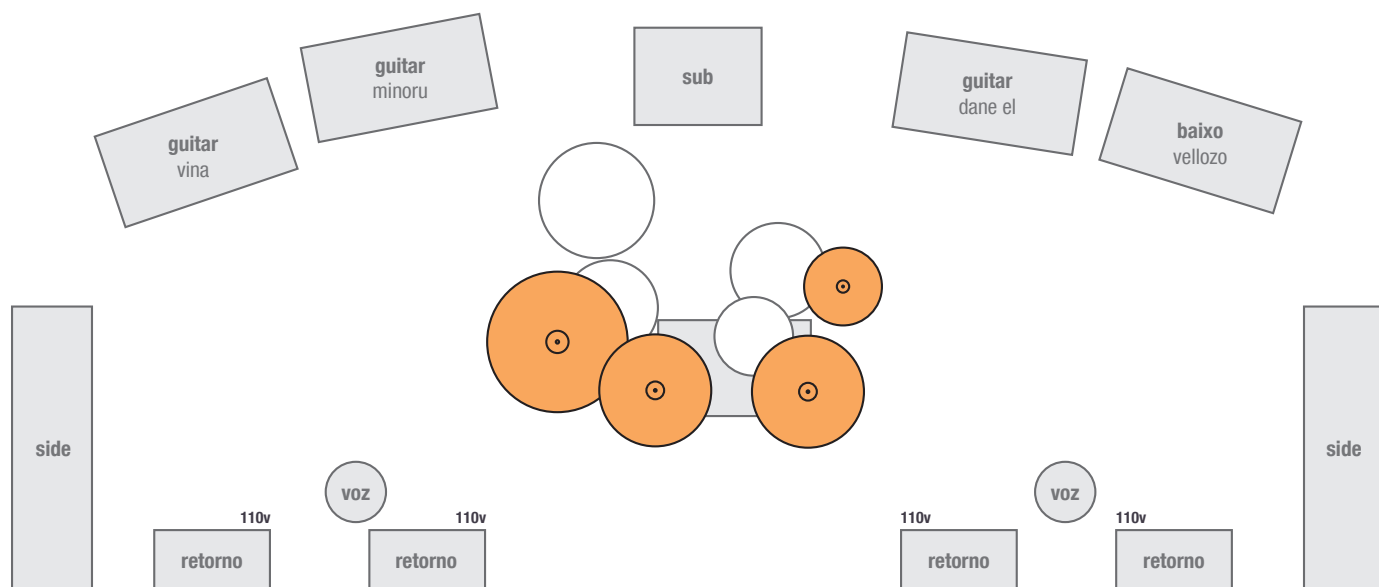 guitar
minoru
sub
guitar
dane el
guitar
vina
baixo
vellozo
side
side
voz
voz
110v
110v
110v
110v
retorno
retorno
retorno
retorno